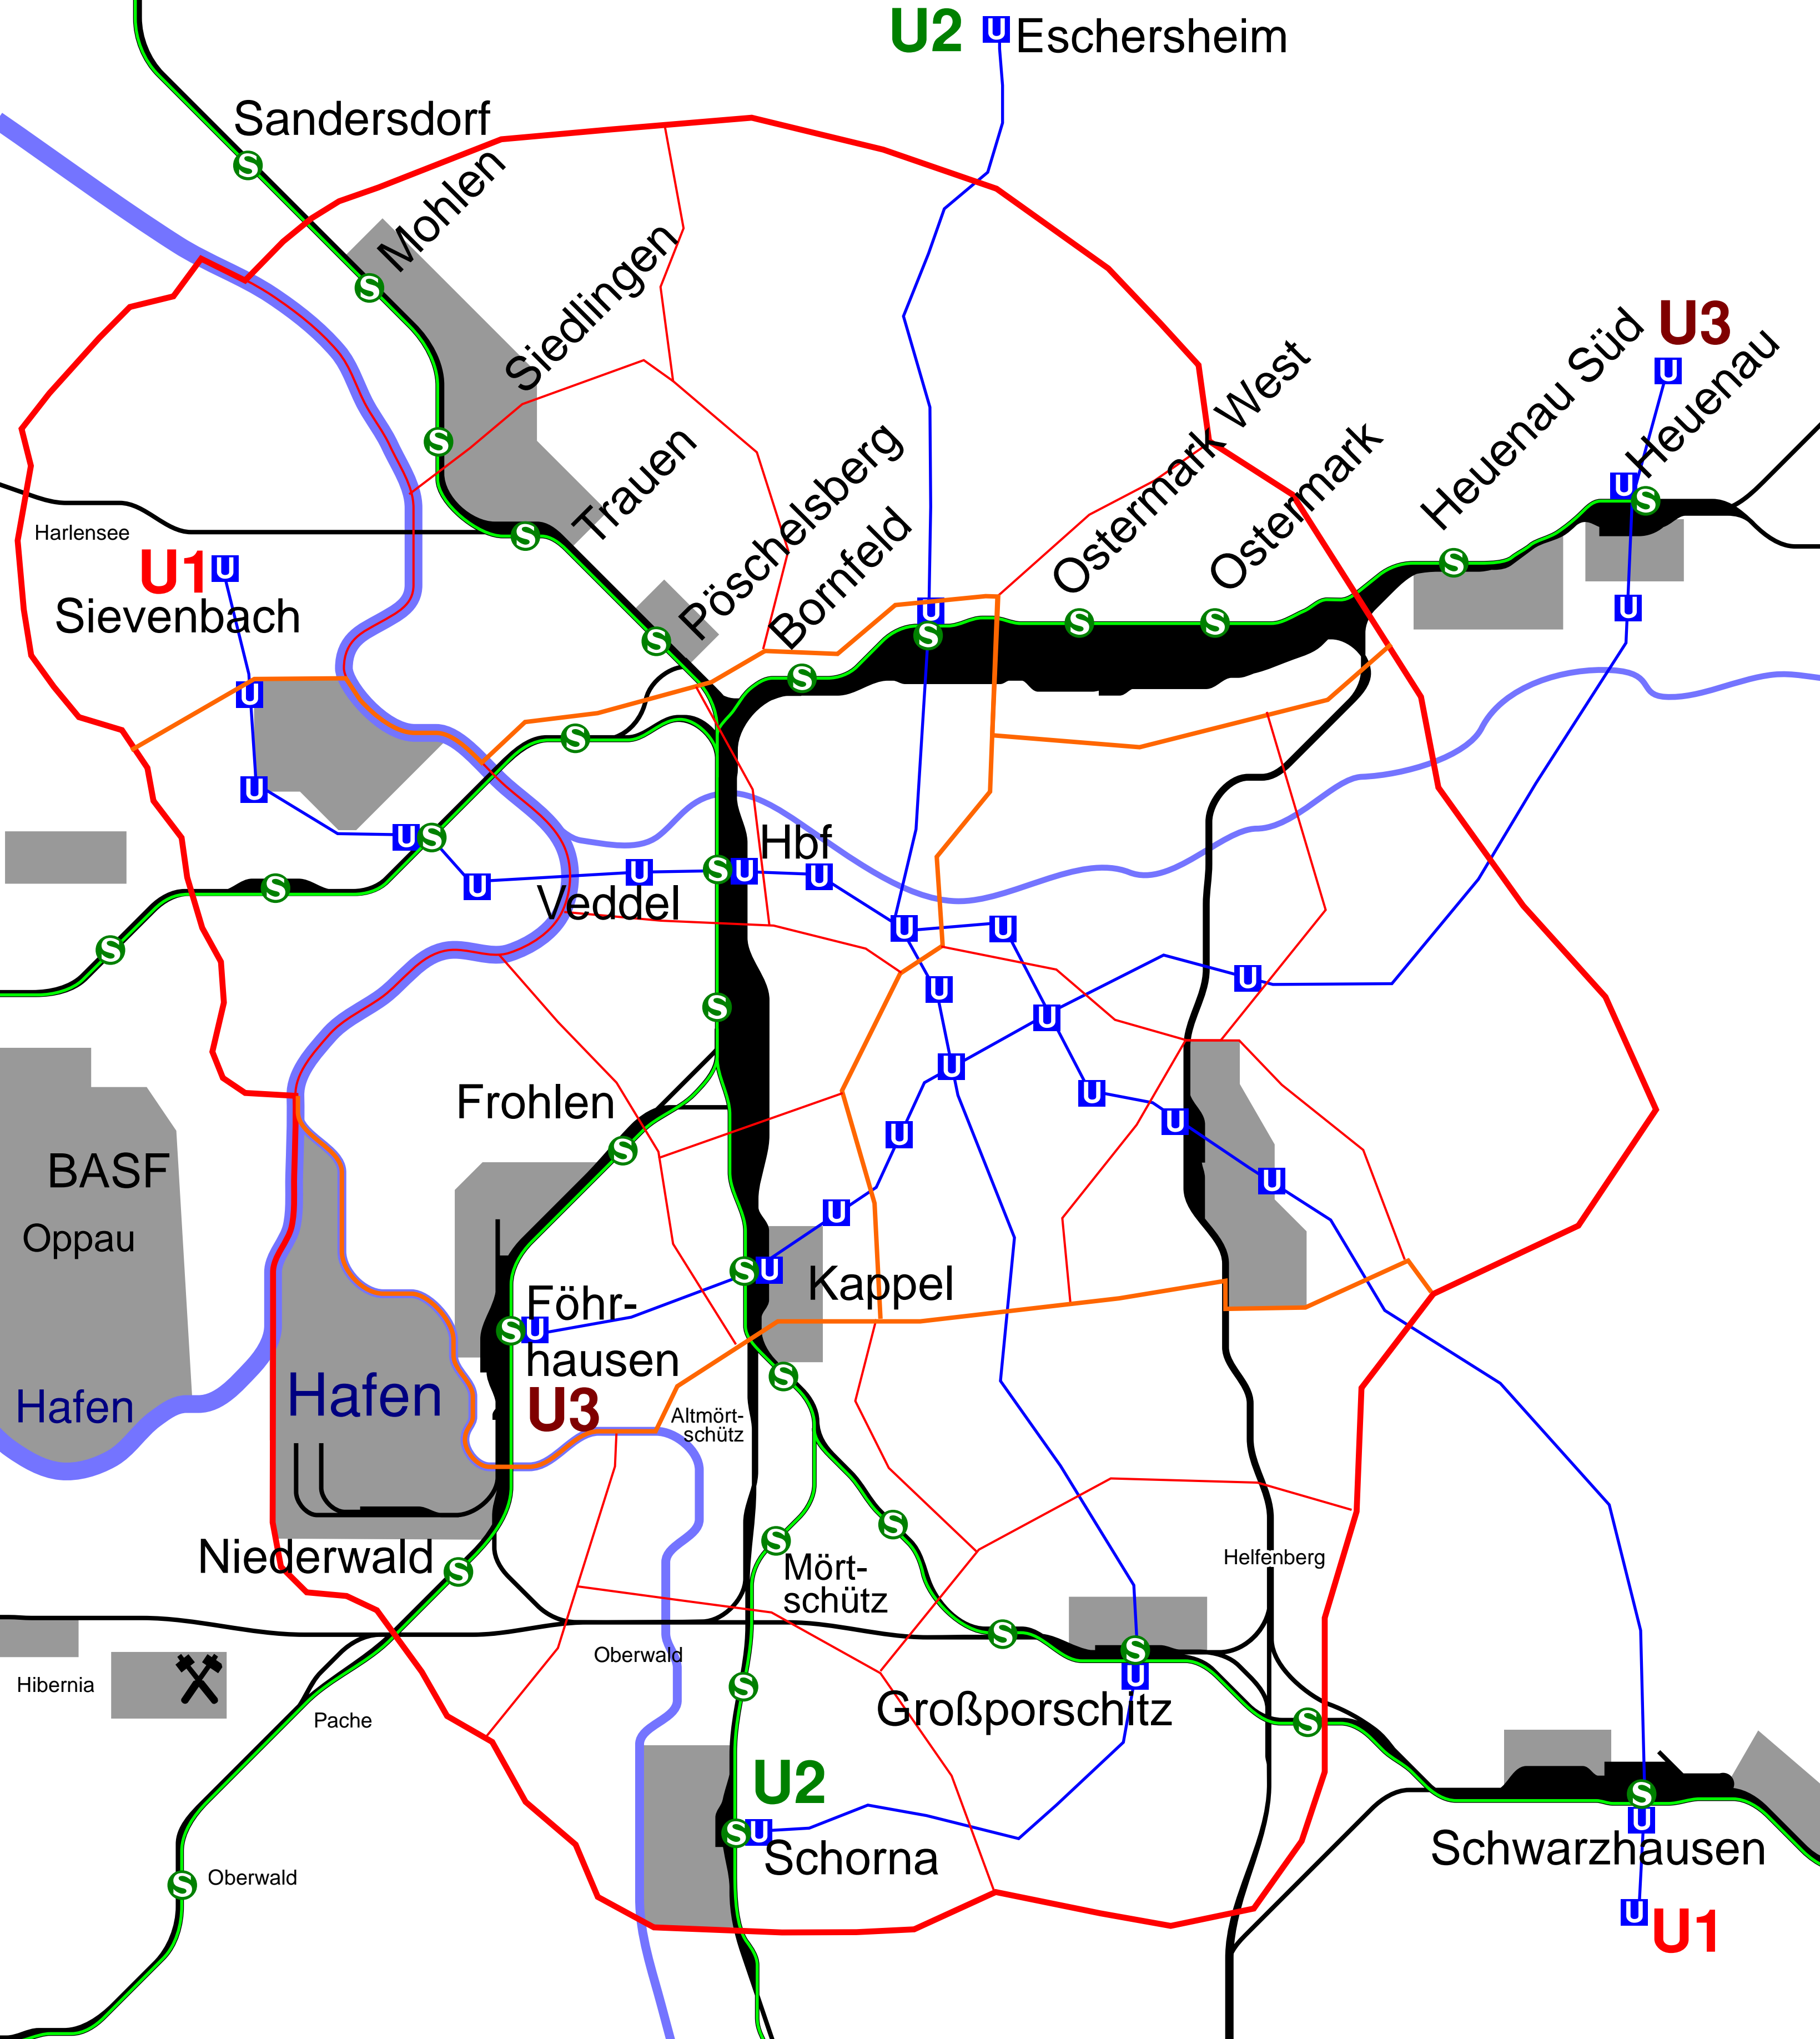 U2 U Eschersheim
Sandersdorf
S
Mohlen
S
Siedlingen
S
Trauen
S
Pöschelsberg
S
Bornfeld
S
U
S
Ostermark West
S
Ostermark
S
Heuenau Süd
S
U3
U
Heuenau
U S
U
Harlensee
U1 U
Sievenbach
U
U
S
U S
U
U
Veddel
Hbf
S U
U
S
S
U
U
U
U
U
U
S
U
U
U
U
U
Frohlen
S
BASF
Oppau
Hafen
Hafen
S U
Kappel
Föhr-
S U
hausen
U3
S
Altmört-
schütz
Niederwald
S
S
S
Mört-
schütz
Helfenberg
S
S
U
Großporschitz
Oberwald
Hibernia
Pache
S
S
U2
S U
Schorna
S
U
Schwarzhausen
U
U1
S Oberwald